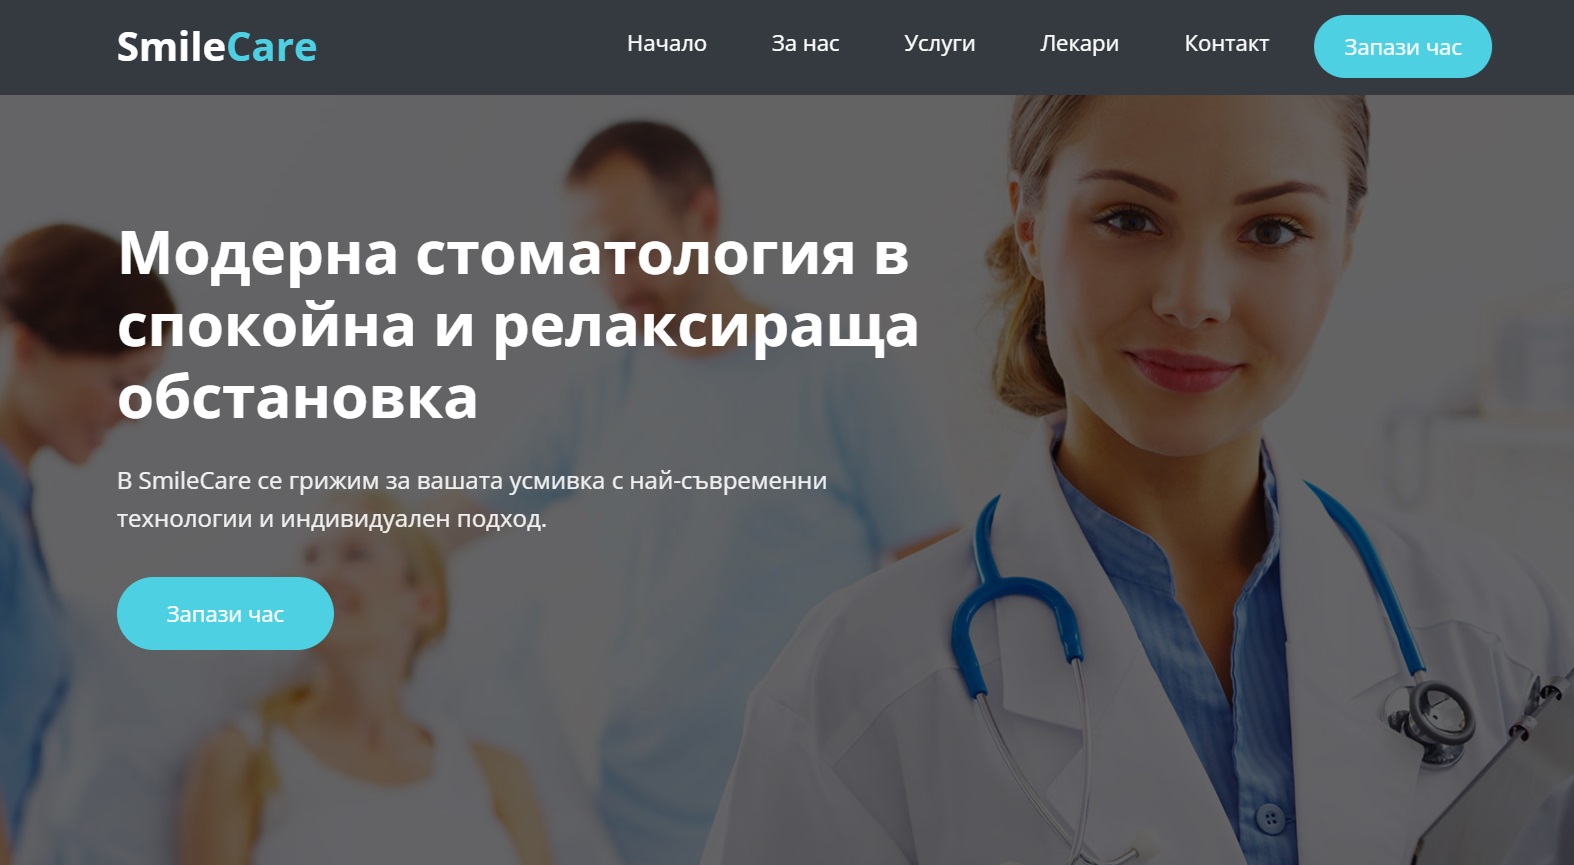 SmileCare
Начало
За нас
Услуги
Лекари
Контакт
Запази час
Модерна стоматология в
спокойна и релаксираща
обстановка
В SmileCare се грижим за вашата усмивка с най-съвременни
технологии и индивидуален подход.
Запази час